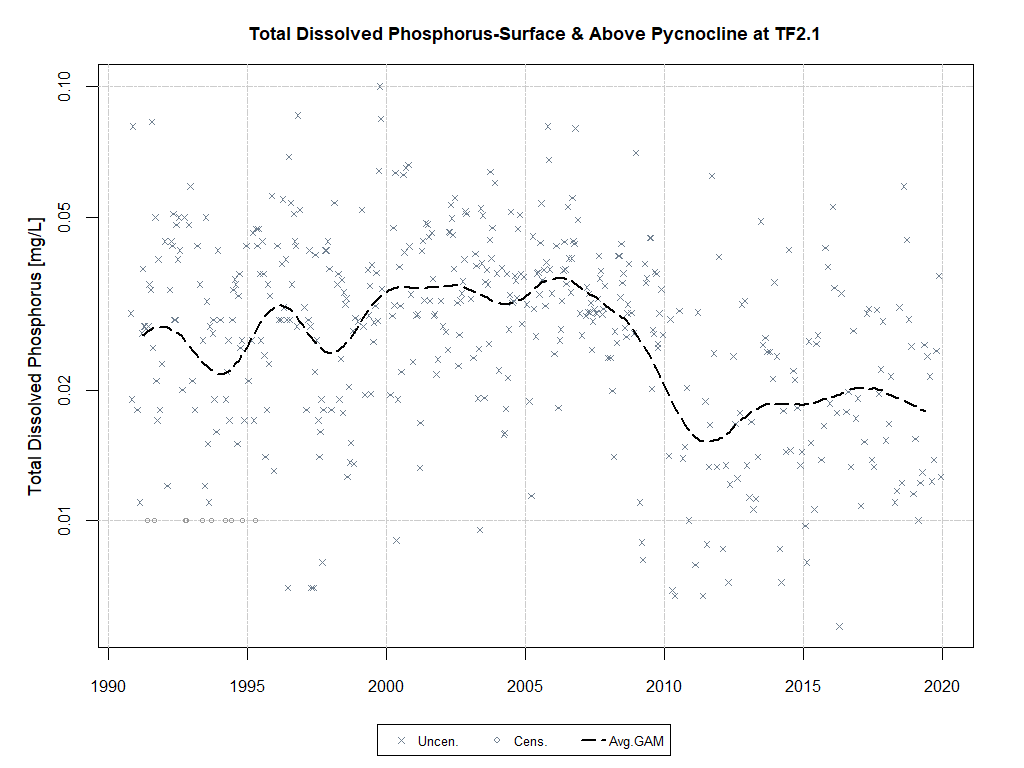 Total Dissolved Phosphorus-Surface & Above Pycnocline at TF2.1
Total Dissolved Phosphorus [mg/L]
0.10
0.05
0.02
0.01
1990 1995 2000 2005 2010 2015 2020
Uncen. Cens. Avg.GAM